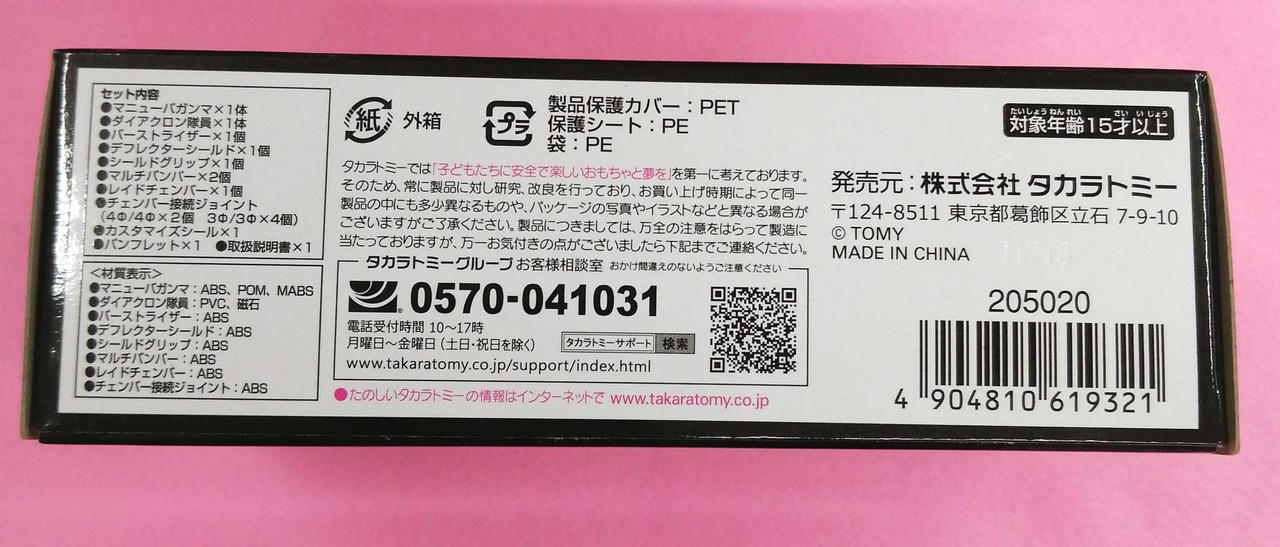 セット内容
●マニューバガンマ×1体
●ダイアクロン隊員×1体
●バーストライザー×1個
●デフレクターシールド×1個
●シールドグリップ×1個
●マルチバンパー×2個
●レイドチェンバー×1個
●チェンバー接続ジョイント
(4Φ/4Φ×2個 3Φ/3Φ×4個)
●カスタマイズシール×1
●パンフレット×1 ●取扱説明書×1
<材質表示>
●マニューバガンマ:ABS、POM、MABS
●ダイアクロン隊員:PVC、磁石
●バーストライザー:ABS
●デフレクターシールド:ABS
●シールドグリップ:ABS
●マルチバンパー:ABS
●レイドチェンバー:ABS
●チェンバー接続ジョイント:ABS
紙 外箱
プラ
製品保護カバー:PET
保護シート:PE
袋:PE
タカラトミーでは「子どもたちに安全で楽しいおもちゃと夢を」を第一に考えております。
そのため、常に製品に対し研究、改良を行っており、お買い上げ時期によって同一
製品の中にも多少異なるものや、パッケージの写真やイラストなどと異なる場合が
ございますがご了承ください。製品につきましては、万全の注意をはらって製造に
当たっておりますが、万一お気付きの点がございましたら下記までご連絡ください。
タカラトミーグループ お客様相談室 おかけ間違えのないようご注意ください
0570-041031
電話受付時間 10〜17時
月曜日〜金曜日(土日・祝日を除く)
タカラトミーサポート 検索
www.takaratomy.co.jp/support/index.html
●たのしいタカラトミーの情報はインターネットで www.takaratomy.co.jp
たいしょうねんれい さいいじょう
対象年齢15才以上
発売元:株式会社 タカラトミー
〒124-8511 東京都葛飾区立石 7-9-10
© TOMY
MADE IN CHINA
205020
4 904810 619321